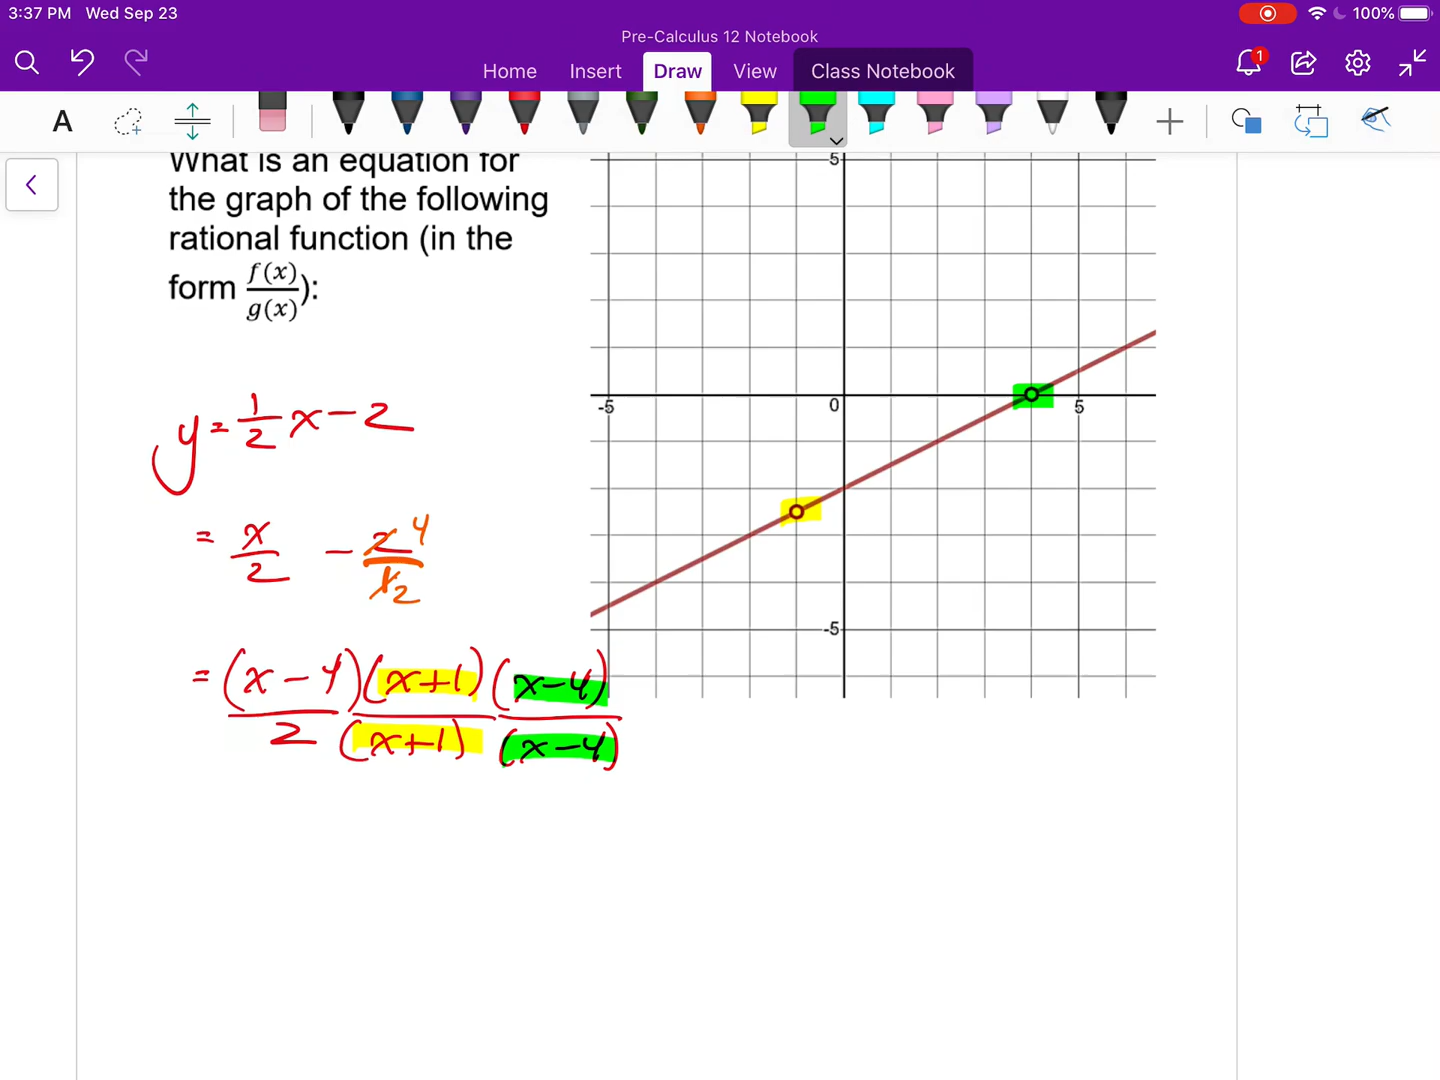 3:37 PM Wed Sep 23
100%
Pre-Calculus 12 Notebook
Home Insert Draw View Class Notebook
1
A
What is an equation for
the graph of the following
rational function (in the
form f(x)/g(x)):
5
-5 0 5
-5
y = 1/2 x - 2
= x/2 - 2 4/1 2
= (x-4)(x+1)(x-4)
2 (x+1) (x-4)